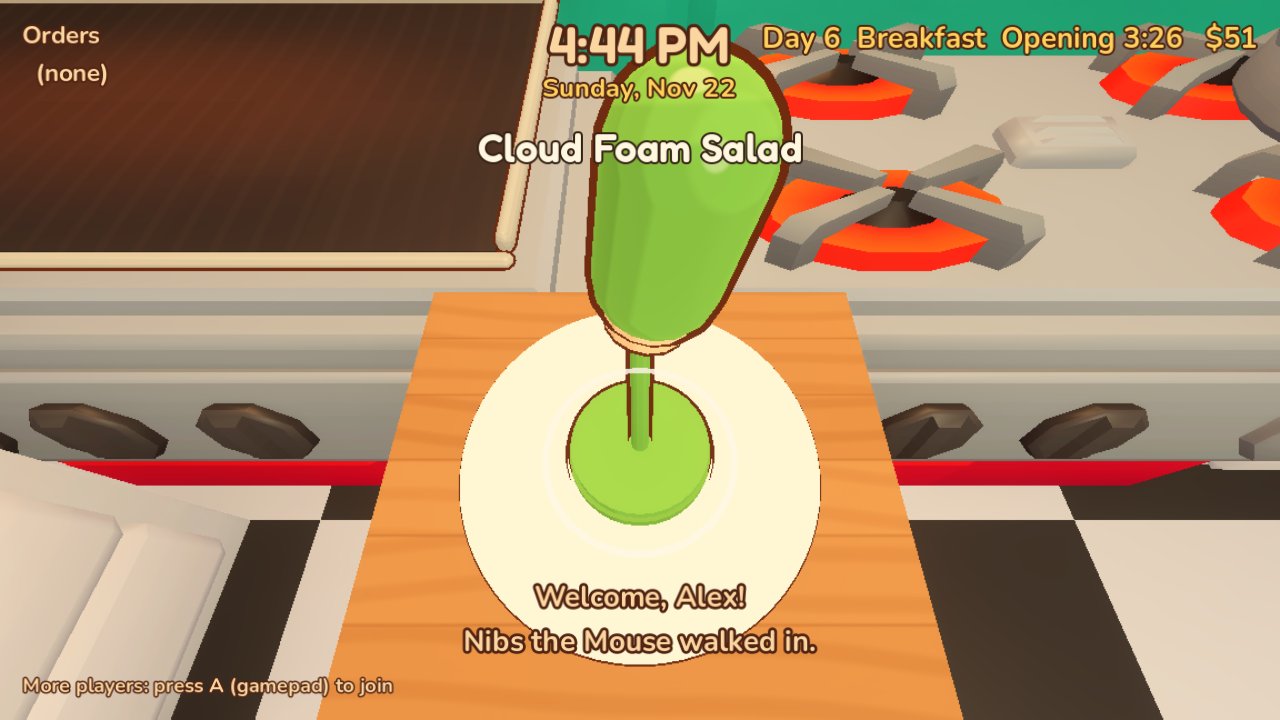 Orders
(none)
4:44 PM
Sunday, Nov 22
Day 6 Breakfast Opening 3:26 $51
Cloud Foam Salad
Welcome, Alex!
Nibs the Mouse walked in.
More players: press A (gamepad) to join